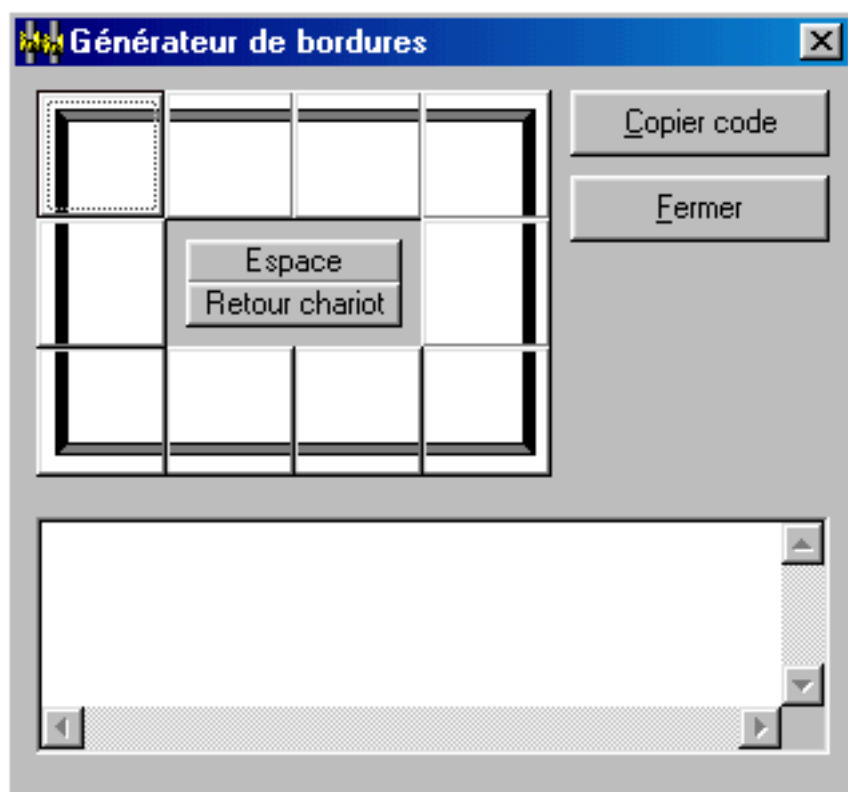 Générateur de bordures
Copier code
Fermer
Espace
Retour chariot